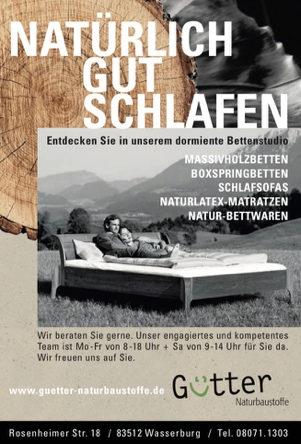 NATÜRLICH
GUT
SCHLAFEN
Entdecken Sie in unserem dormiente Bettenstudio
MASSIVHOLZBETTEN
BOXSPRINGBETTEN
SCHLAFSOFAS
NATURLATEX-MATRATZEN
NATUR-BETTWAREN
Wir beraten Sie gerne. Unser engagiertes und kompetentes
Team ist Mo-Fr von 8-18 Uhr + Sa von 9-14 Uhr für Sie da.
Wir freuen uns auf Sie.
www.guetter-naturbaustoffe.de
Gütter
Naturbaustoffe
Rosenheimer Str. 18 / 83512 Wasserburg / Tel. 08071.1303